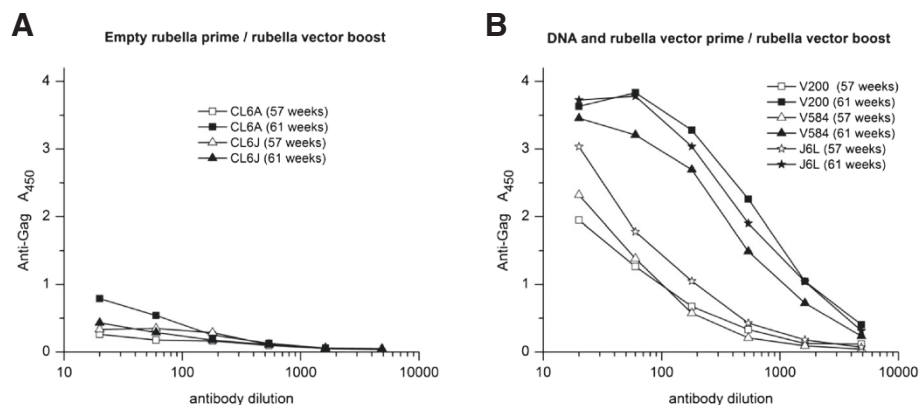 A
Empty rubella prime / rubella vector boost
4
3
2
1
0
Anti-Gag A450
CL6A (57 weeks)
CL6A (61 weeks)
CL6J (57 weeks)
CL6J (61 weeks)
10
100
1000
10000
antibody dilution
B
DNA and rubella vector prime / rubella vector boost
4
3
2
1
0
Anti-Gag A450
V200 (57 weeks)
V200 (61 weeks)
V584 (57 weeks)
V584 (61 weeks)
J6L (57 weeks)
J6L (61 weeks)
10
100
1000
10000
antibody dilution